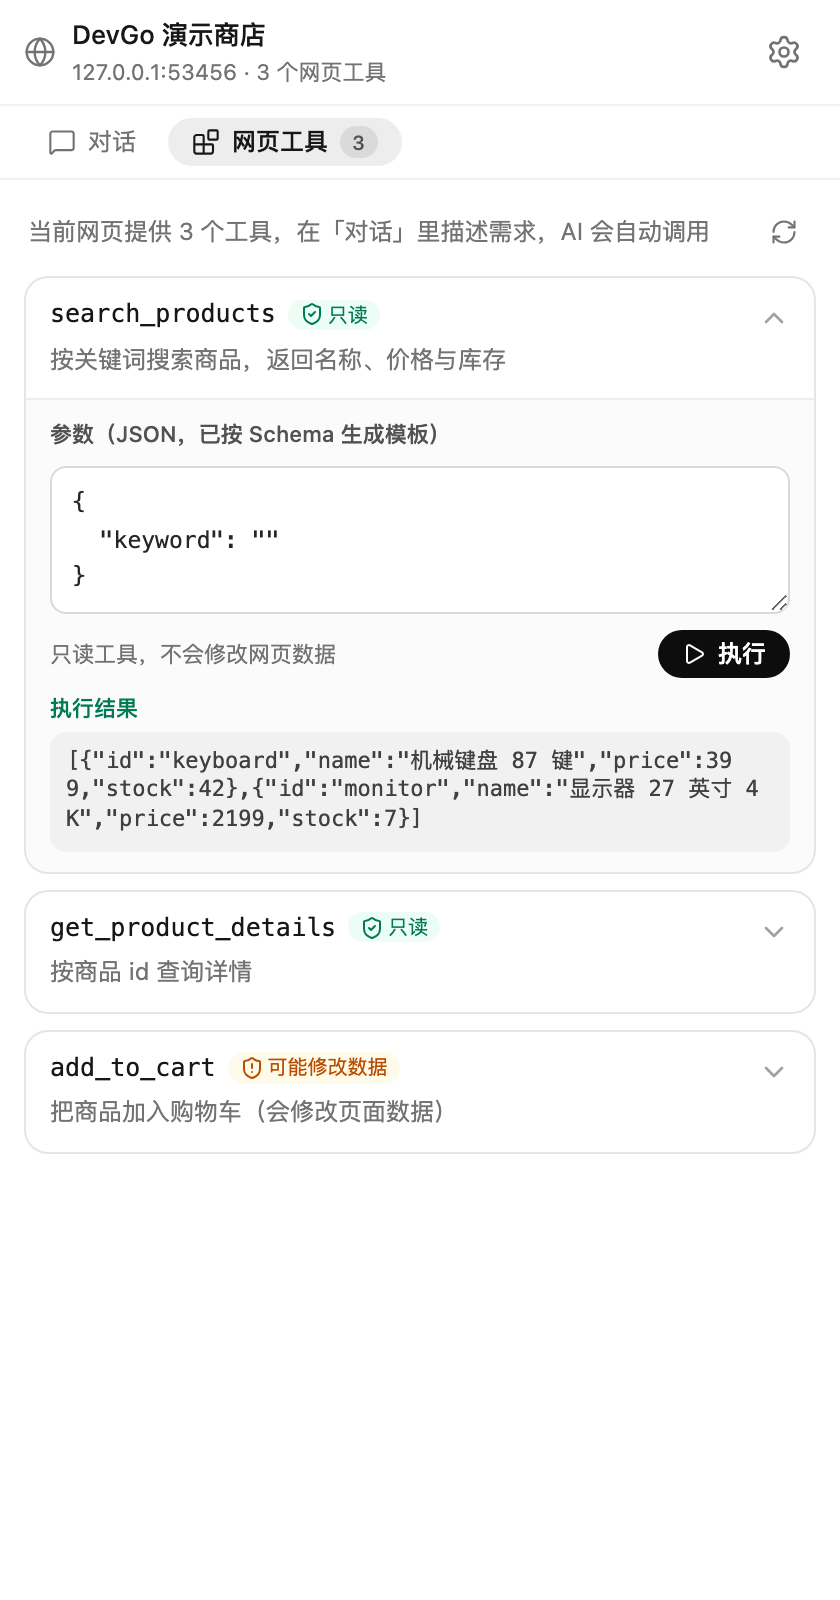 DevGo 演示商店
127.0.0.1:53456 · 3 个网页工具
对话
网页工具 3
当前网页提供 3 个工具，在「对话」里描述需求，AI 会自动调用
search_products 只读
按关键词搜索商品，返回名称、价格与库存
参数（JSON，已按 Schema 生成模板）
{
  "keyword": ""
}
只读工具，不会修改网页数据
执行
执行结果
[{"id":"keyboard","name":"机械键盘 87 键","price":39
9,"stock":42},{"id":"monitor","name":"显示器 27 英寸 4
K","price":2199,"stock":7}]
get_product_details 只读
按商品 id 查询详情
add_to_cart 可能修改数据
把商品加入购物车（会修改页面数据）